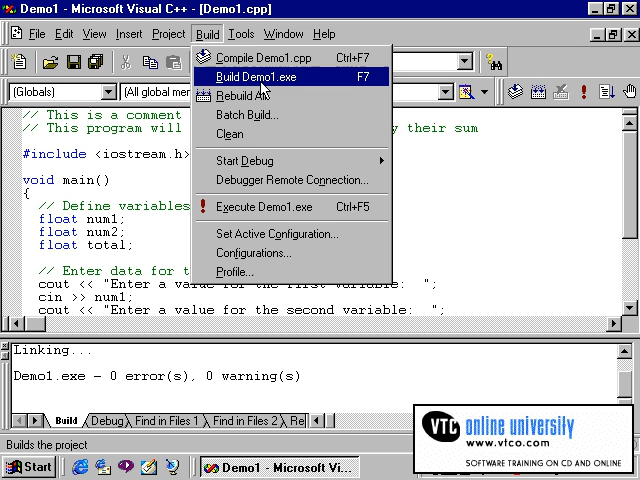 Demo1 - Microsoft Visual C++ - [Demo1.cpp]
File Edit View Insert Project Build Tools Window Help
Compile Demo1.cpp Ctrl+F7
Build Demo1.exe F7
Rebuild All
Batch Build...
Clean
Start Debug
Debugger Remote Connection...
Execute Demo1.exe Ctrl+F5
Set Active Configuration...
Configurations...
Profile...
(Globals)
(All global mem
// This is a comment
// This program will y their sum
#include <iostream.h>
void main()
{
// Define variables
float num1;
float num2;
float total;
// Enter data for t
cout << "Enter a value for the first variable: ";
cin >> num1;
cout << "Enter a value for the second variable: ";
Linking...
Demo1.exe - 0 error(s), 0 warning(s)
Build Debug Find in Files 1 Find in Files 2 Re
Builds the project
Start
Demo1 - Microsoft Vi...
VTC online university
www.vtco.com
SOFTWARE TRAINING ON CD AND ONLINE